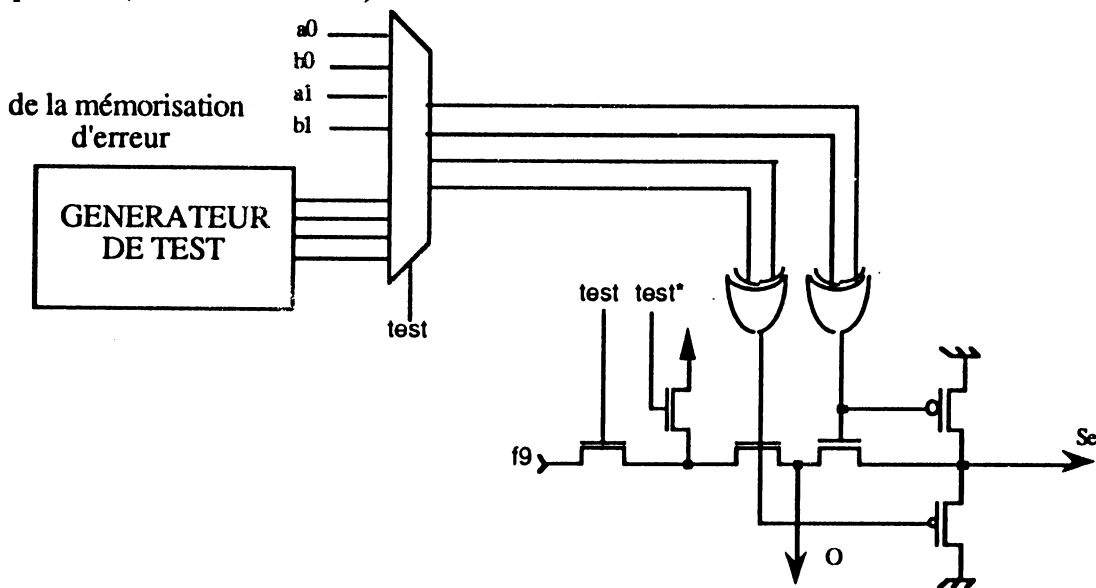 a0
b0
a1
b1
de la mémorisation
d'erreur
GENERATEUR
DE TEST
test
test
test*
f9
Se
O